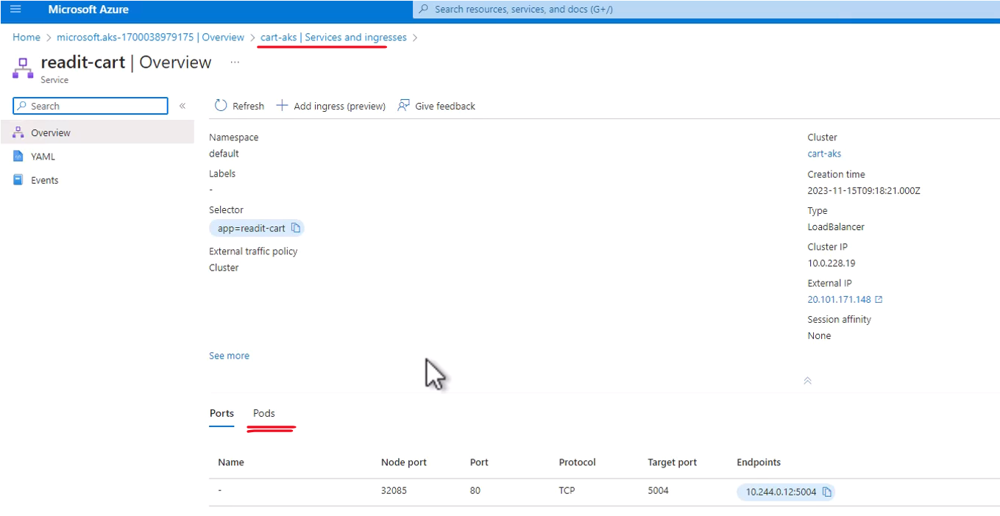 Microsoft Azure
Search resources, services, and docs (G+/)
Home > microsoft.aks-1700038979175 | Overview > cart-aks | Services and ingresses >
readit-cart | Overview ...
Service
Search «
Refresh + Add ingress (preview) Give feedback
Overview
YAML
Events
Namespace
default
Labels
-
Selector
app=readit-cart
External traffic policy
Cluster
See more
Cluster
cart-aks
Creation time
2023-11-15T09:18:21.000Z
Type
LoadBalancer
Cluster IP
10.0.228.19
External IP
20.101.171.148
Session affinity
None
Ports Pods
Name Node port Port Protocol Target port Endpoints
- 32085 80 TCP 5004 10.244.0.12:5004